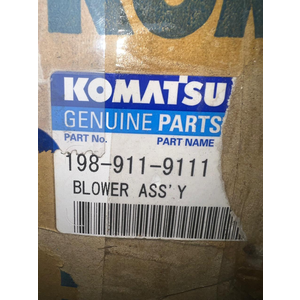 KOMATSU
GENUINE PARTS
PART No. PART NAME
198-911-9111
BLOWER ASS'Y